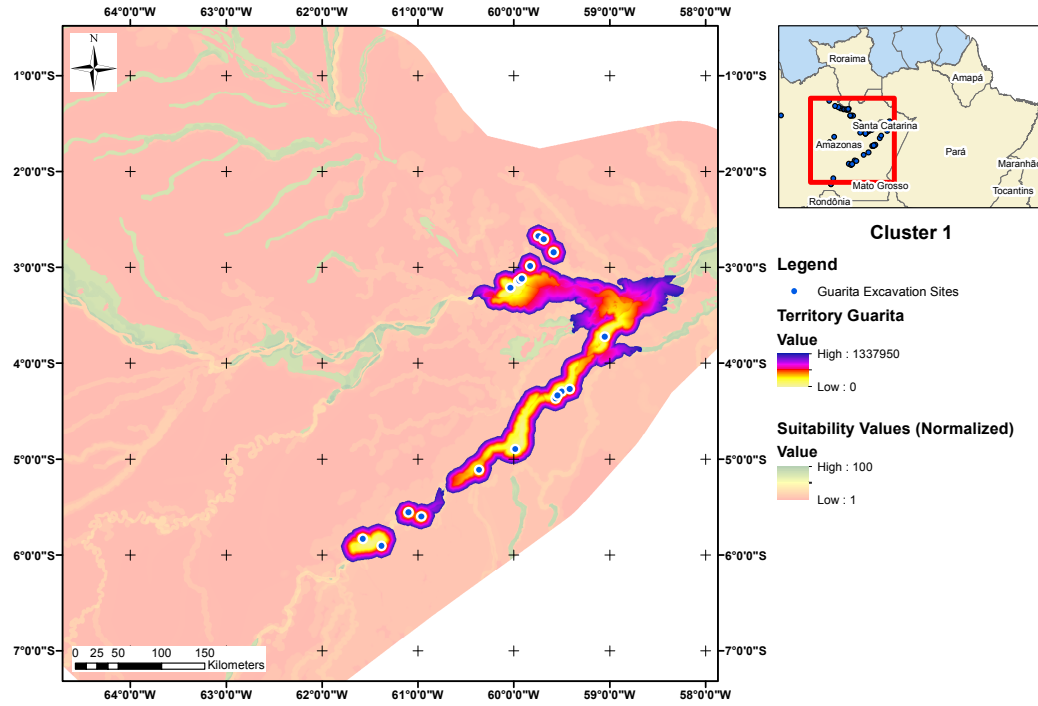 64°0'0"W 63°0'0"W 62°0'0"W 61°0'0"W 60°0'0"W 59°0'0"W 58°0'0"W
N
1°0'0"S
2°0'0"S
3°0'0"S
4°0'0"S
5°0'0"S
6°0'0"S
7°0'0"S
1°0'0"S
2°0'0"S
3°0'0"S
4°0'0"S
5°0'0"S
6°0'0"S
7°0'0"S
0 25 50 100 150
Kilometers
64°0'0"W 63°0'0"W 62°0'0"W 61°0'0"W 60°0'0"W 59°0'0"W 58°0'0"W
Roraima
Amapá
Santa Catarina
Amazonas
Pará
Maranhão
Mato Grosso
Tocantins
Rondônia
Cluster 1
Legend
Guarita Excavation Sites
Territory Guarita
Value
High : 1337950
Low : 0
Suitability Values (Normalized)
Value
High : 100
Low : 1